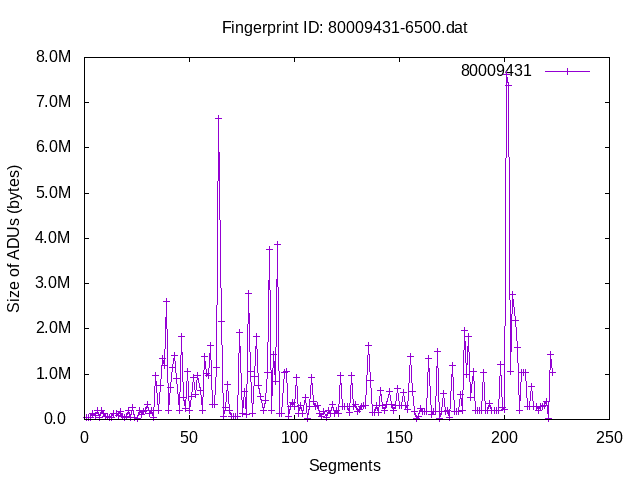 Fingerprint ID: 80009431-6500.dat
80009431
Size of ADUs (bytes)
8.0M
7.0M
6.0M
5.0M
4.0M
3.0M
2.0M
1.0M
0.0
0 50 100 150 200 250
Segments